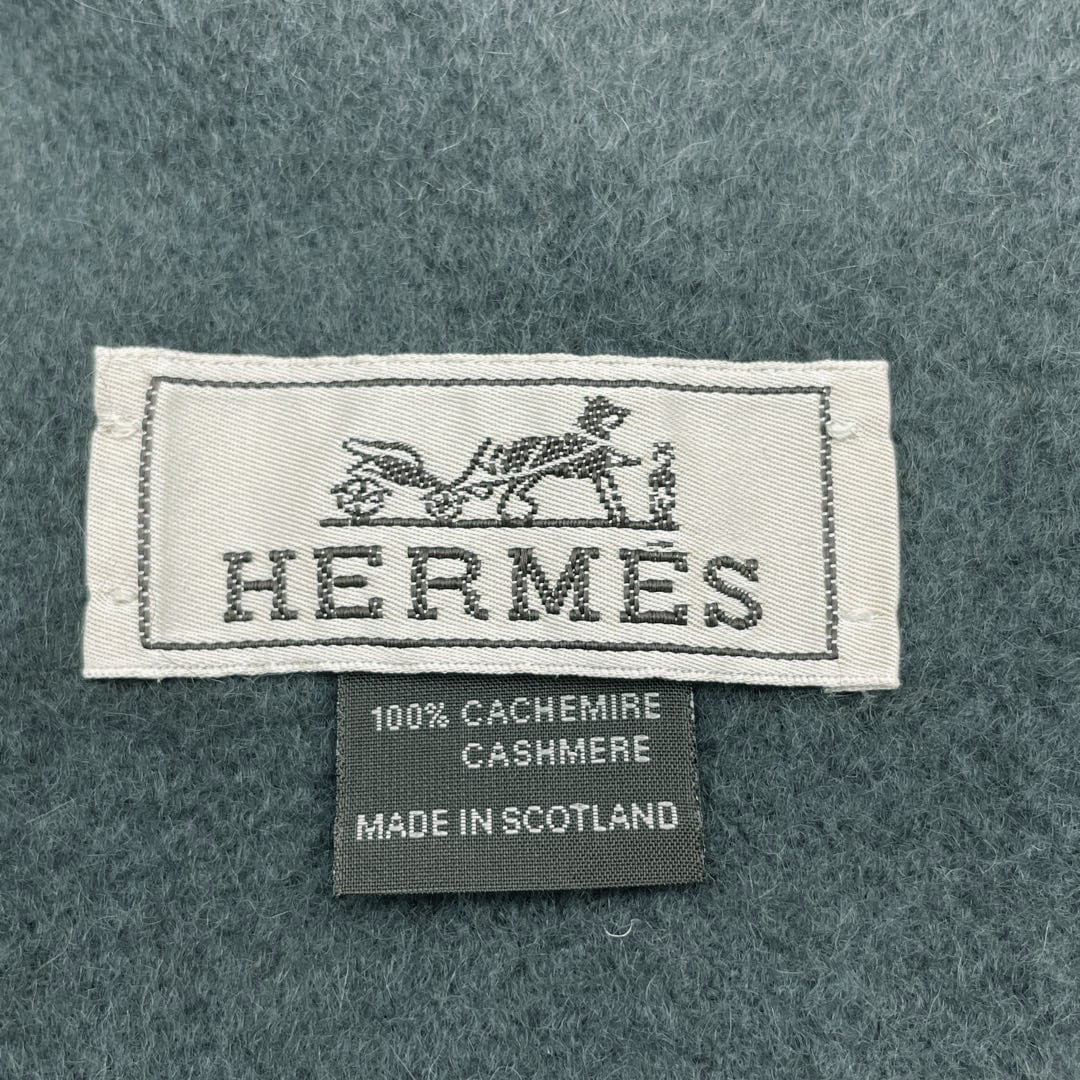 HERMÈS
100% CACHEMIRE
CASHMERE
MADE IN SCOTLAND